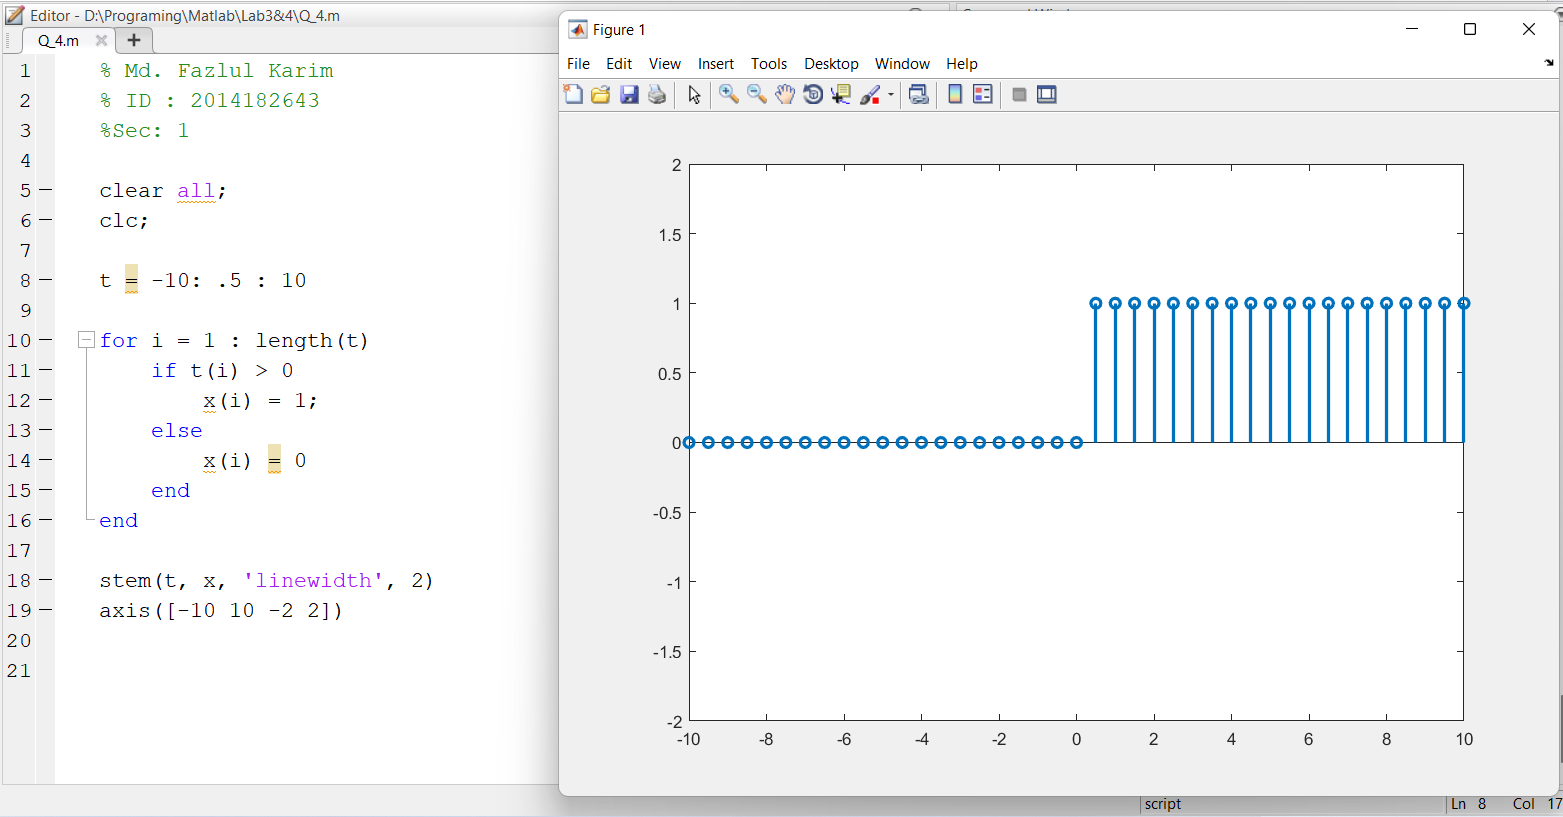 Editor - D:\Programing\Matlab\Lab3&4\Q_4.m
Q_4.m
1 % Md. Fazlul Karim
2 % ID : 2014182643
3 %Sec: 1
4
5 clear all;
6 clc;
7
8 t = -10: .5 : 10
9
10 for i = 1 : length(t)
11 if t(i) > 0
12 x(i) = 1;
13 else
14 x(i) = 0
15 end
16 end
17
18 stem(t, x, 'linewidth', 2)
19 axis([-10 10 -2 2])
20
21
Figure 1
File Edit View Insert Tools Desktop Window Help
2
1.5
1
0.5
0
-0.5
-1
-1.5
-2
-10 -8 -6 -4 -2 0 2 4 6 8 10
script Ln 8 Col 17